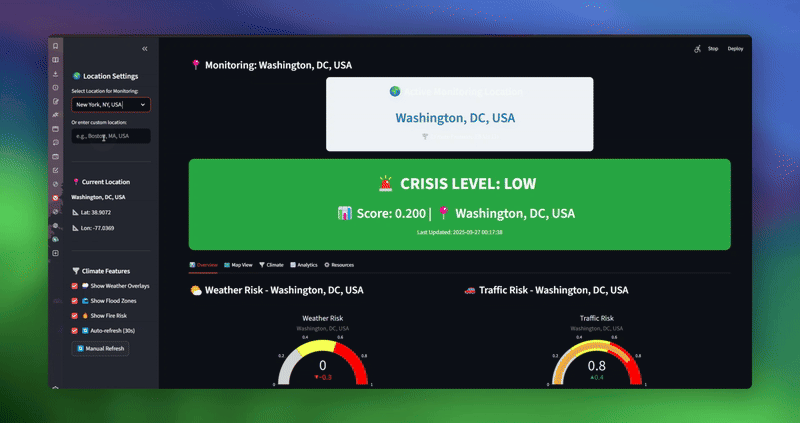 Stop
Deploy
Location Settings
Select Location for Monitoring:
New York, NY, USA
Or enter custom location:
e.g., Boston, MA, USA
Current Location
Washington, DC, USA
Lat: 38.9072
Lon: -77.0369
Climate Features
Show Weather Overlays
Show Flood Zones
Show Fire Risk
Auto-refresh (30s)
Manual Refresh
Monitoring: Washington, DC, USA
Washington, DC, USA
CRISIS LEVEL: LOW
Score: 0.200 | Washington, DC, USA
Last Updated: 2025-09-27 00:17:38
Overview Map View Climate Analytics Resources
Weather Risk - Washington, DC, USA
Weather Risk
Washington, DC, USA
0.4 0.6
0.2 0.8
0
▼−0.3
0 1
Traffic Risk - Washington, DC, USA
Traffic Risk
Washington, DC, USA
0.4 0.6
0.2 0.8
0.8
▲0.4
0 1